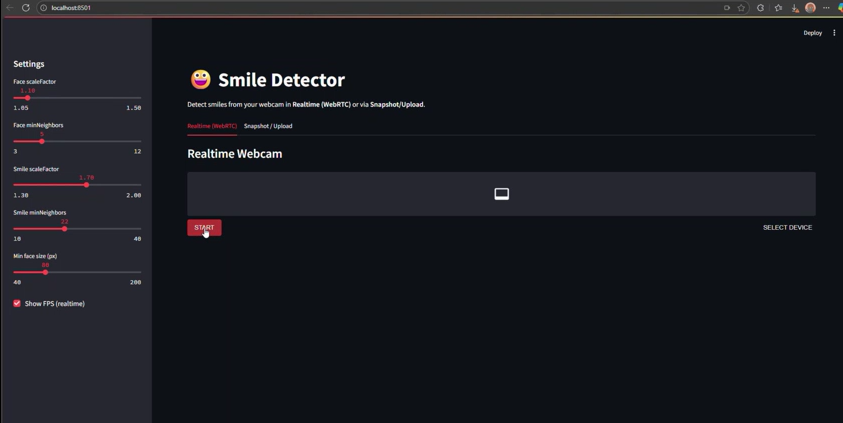 localhost:8501
Deploy
Settings
Face scaleFactor
1.10
1.05 1.50
Face minNeighbors
5
3 12
Smile scaleFactor
1.70
1.30 2.00
Smile minNeighbors
22
10 40
Min face size (px)
80
40 200
Show FPS (realtime)
Smile Detector
Detect smiles from your webcam in Realtime (WebRTC) or via Snapshot/Upload.
Realtime (WebRTC) Snapshot / Upload
Realtime Webcam
START
SELECT DEVICE